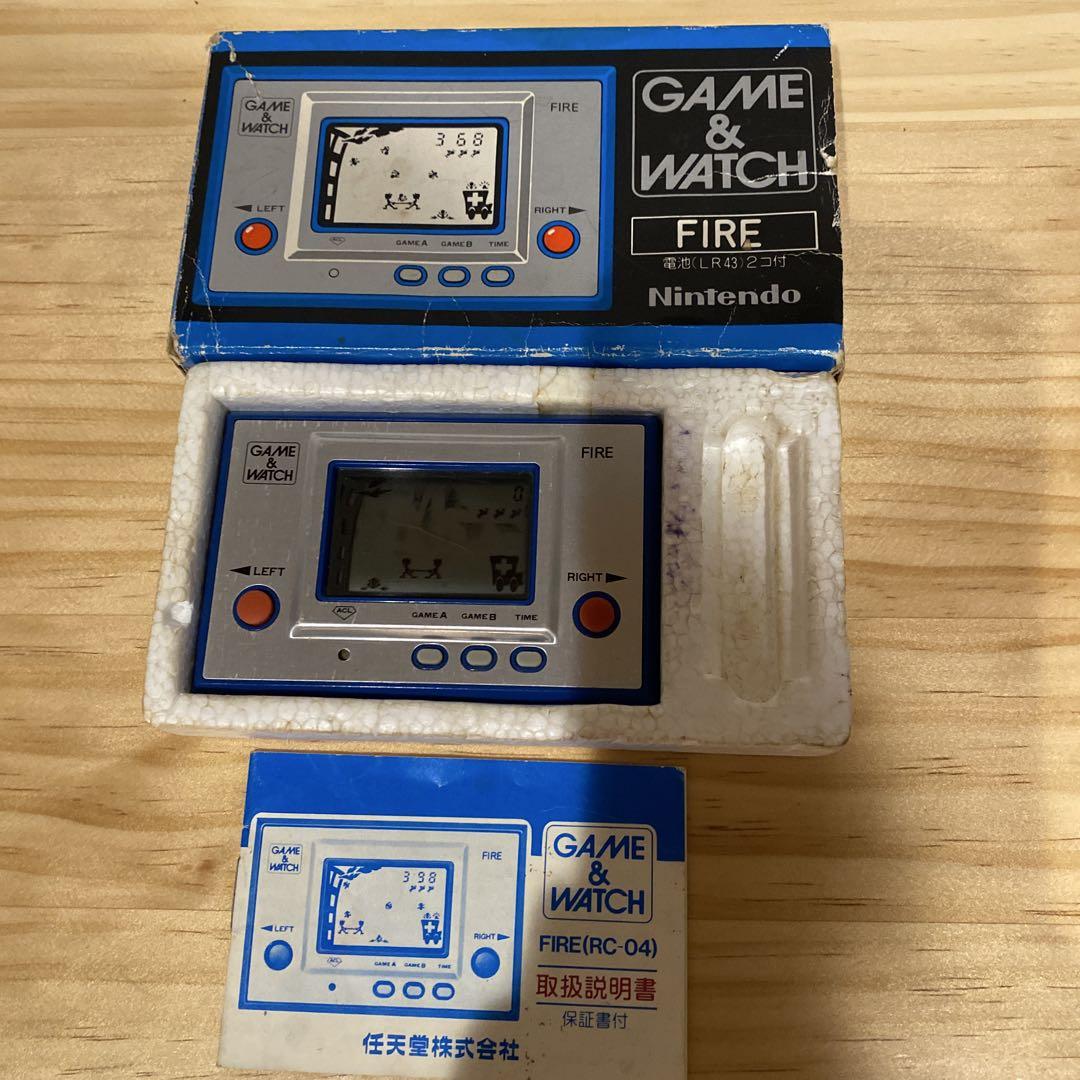 GAME
&
WATCH
FIRE
368
LEFT
RIGHT
ACL
GAME A GAME B TIME
GAME
&
WATCH
FIRE
電池(LR43)2コ付
Nintendo
GAME
&
WATCH
FIRE
0
LEFT
RIGHT
ACL
GAME A GAME B TIME
GAME
&
WATCH
FIRE
398
LEFT
RIGHT
ACL
GAME A GAME B TIME
GAME
&
WATCH
FIRE(RC-04)
取扱説明書
保証書付
任天堂株式会社